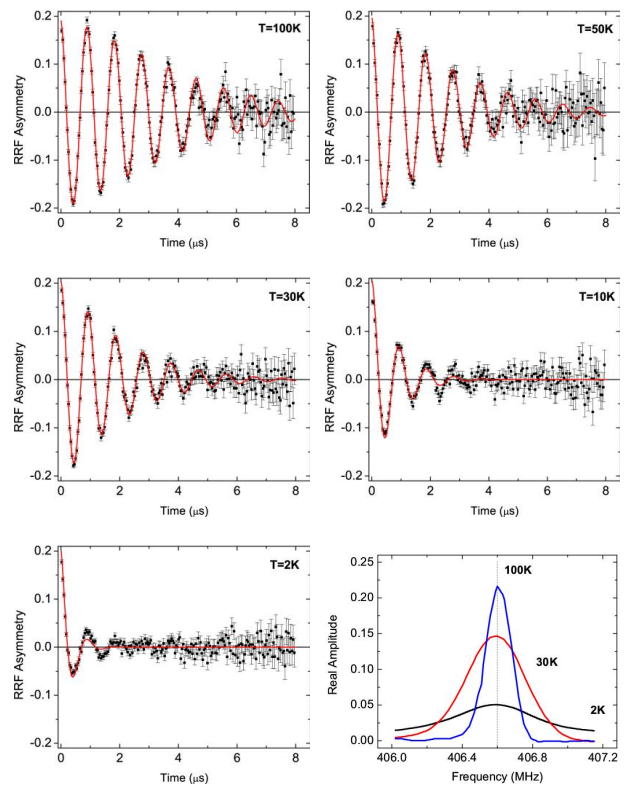 T=100K
RRF Asymmetry
0.2
0.1
0.0
-0.1
-0.2
0 2 4 6 8
Time (μs)
T=50K
RRF Asymmetry
0.2
0.1
0.0
-0.1
-0.2
0 2 4 6 8
Time (μs)
T=30K
RRF Asymmetry
0.2
0.1
0.0
-0.1
-0.2
0 2 4 6 8
Time (μs)
T=10K
RRF Asymmetry
0.2
0.1
0.0
-0.1
-0.2
0 2 4 6 8
Time (μs)
T=2K
RRF Asymmetry
0.2
0.1
0.0
-0.1
-0.2
0 2 4 6 8
Time (μs)
100K
30K
2K
Real Amplitude
0.25
0.20
0.15
0.10
0.05
0.00
406.0 406.4 406.8 407.2
Frequency (MHz)